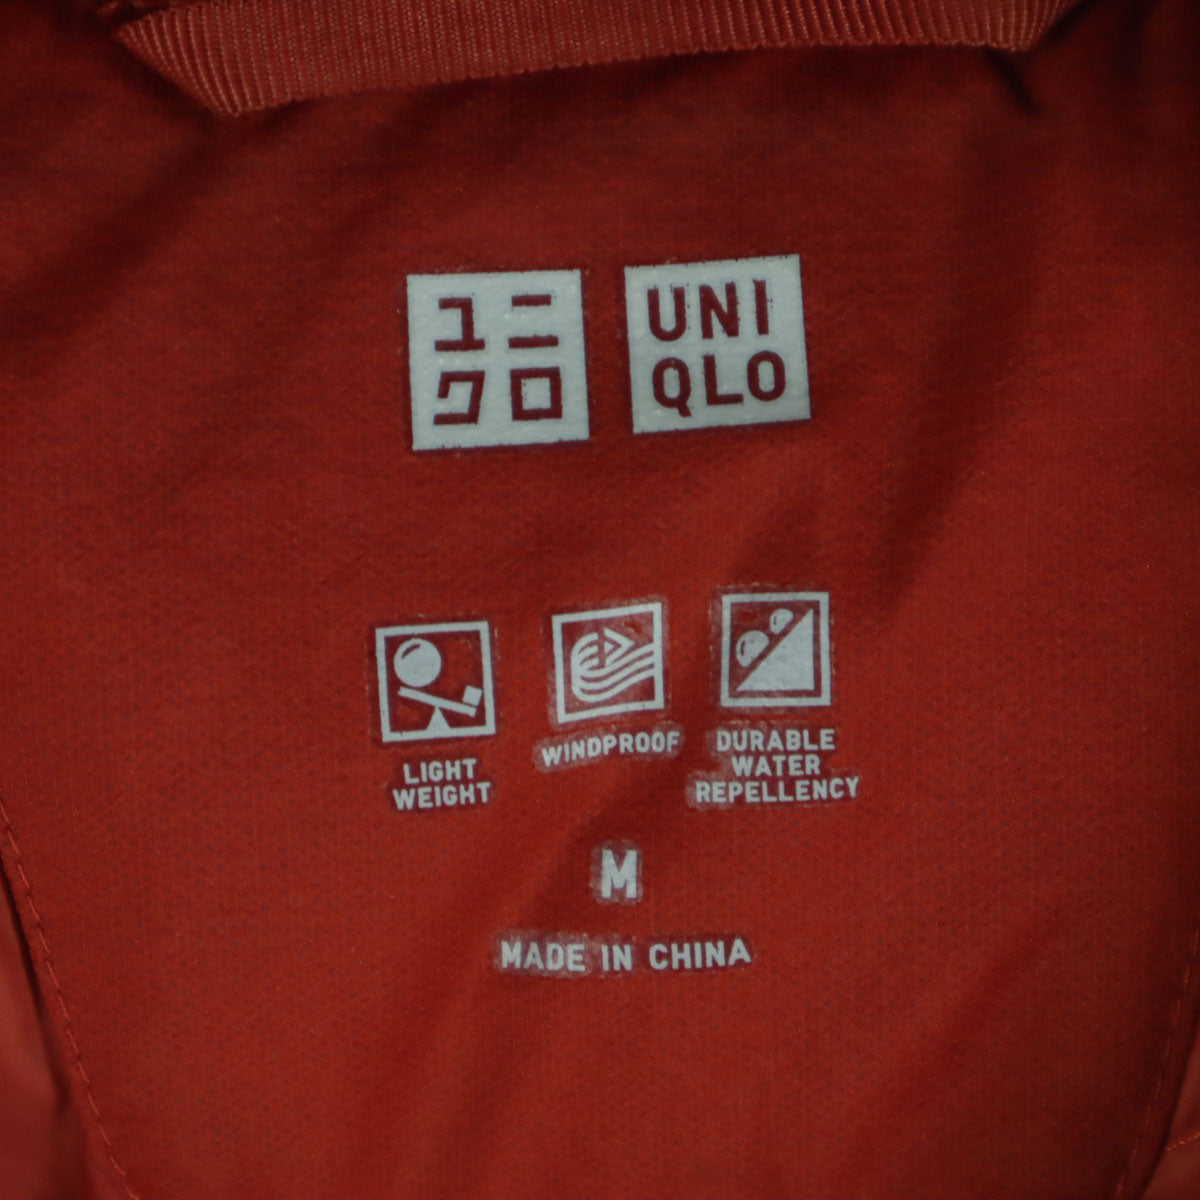 ユニ
クロ
UNI
QLO
LIGHT
WEIGHT
WINDPROOF
DURABLE
WATER
REPELLENCY
M
MADE IN CHINA